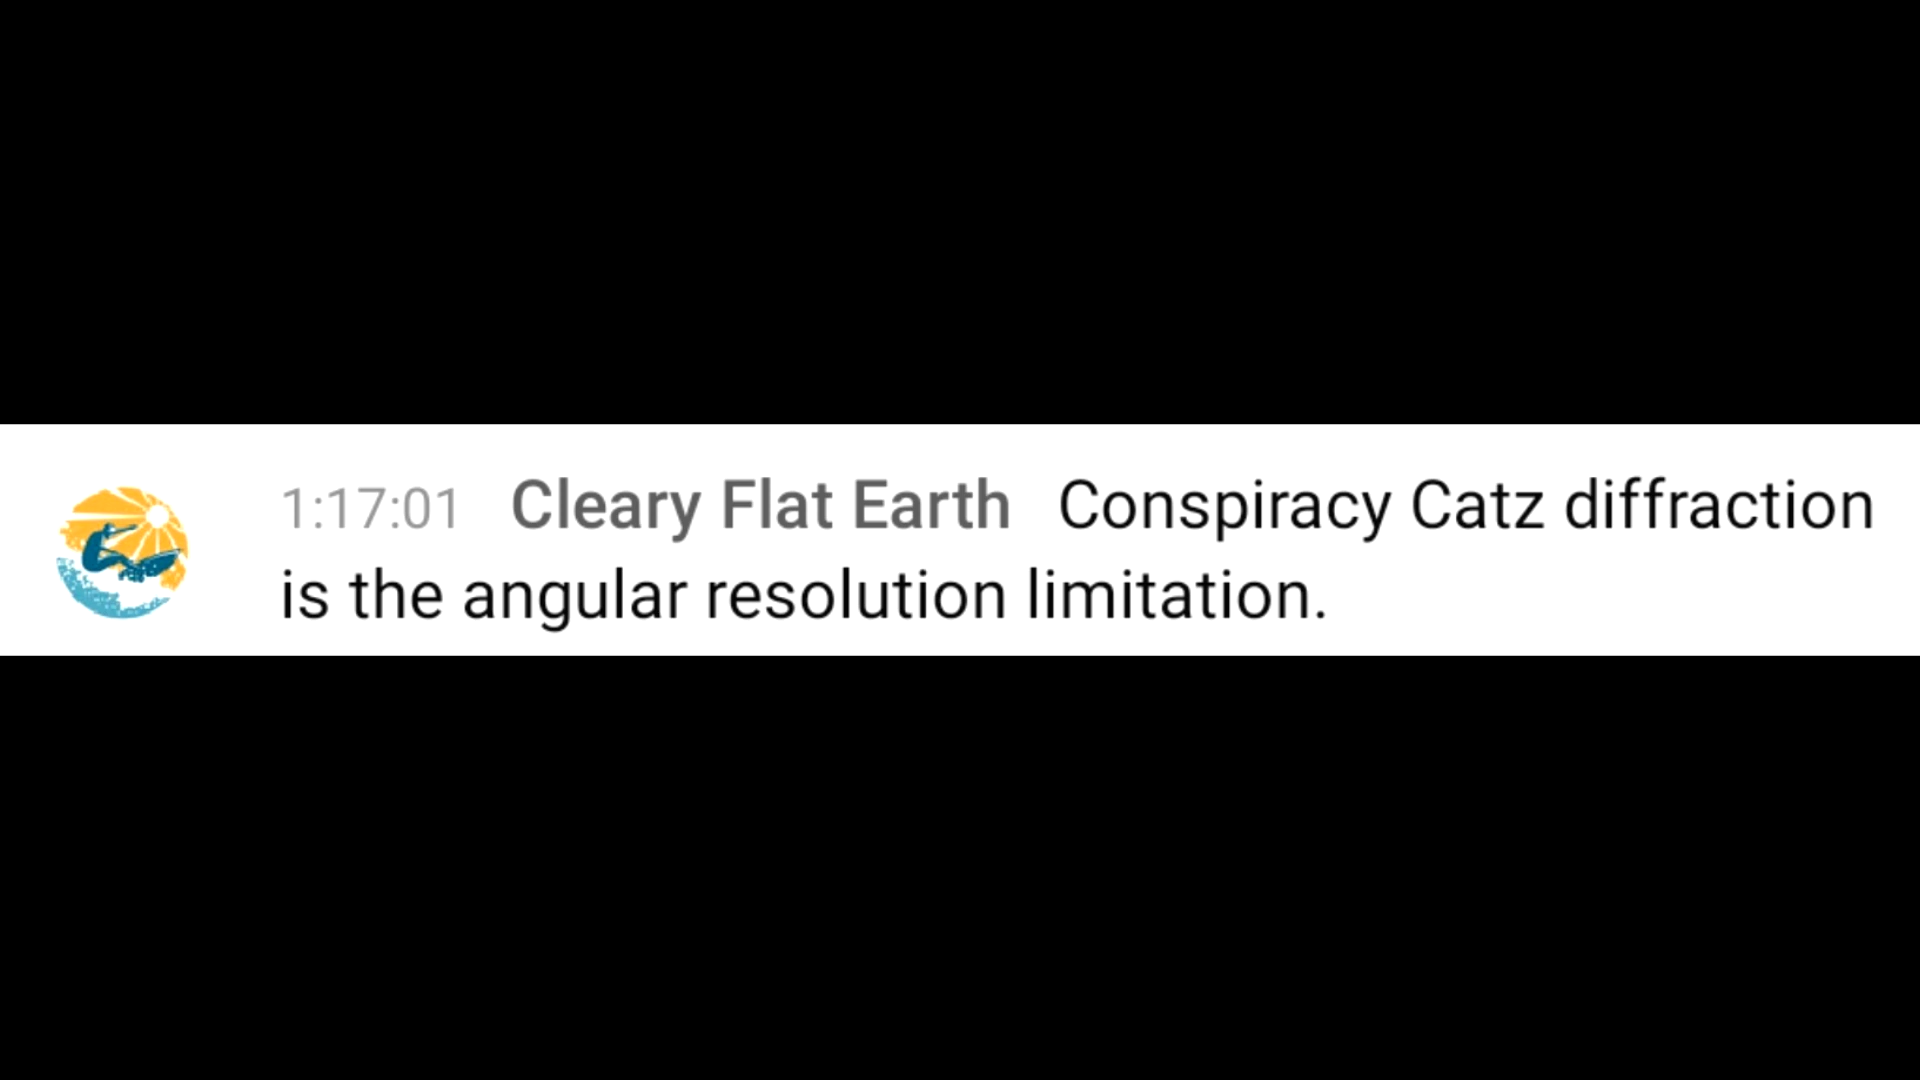 1:17:01 Cleary Flat Earth Conspiracy Catz diffraction
is the angular resolution limitation.